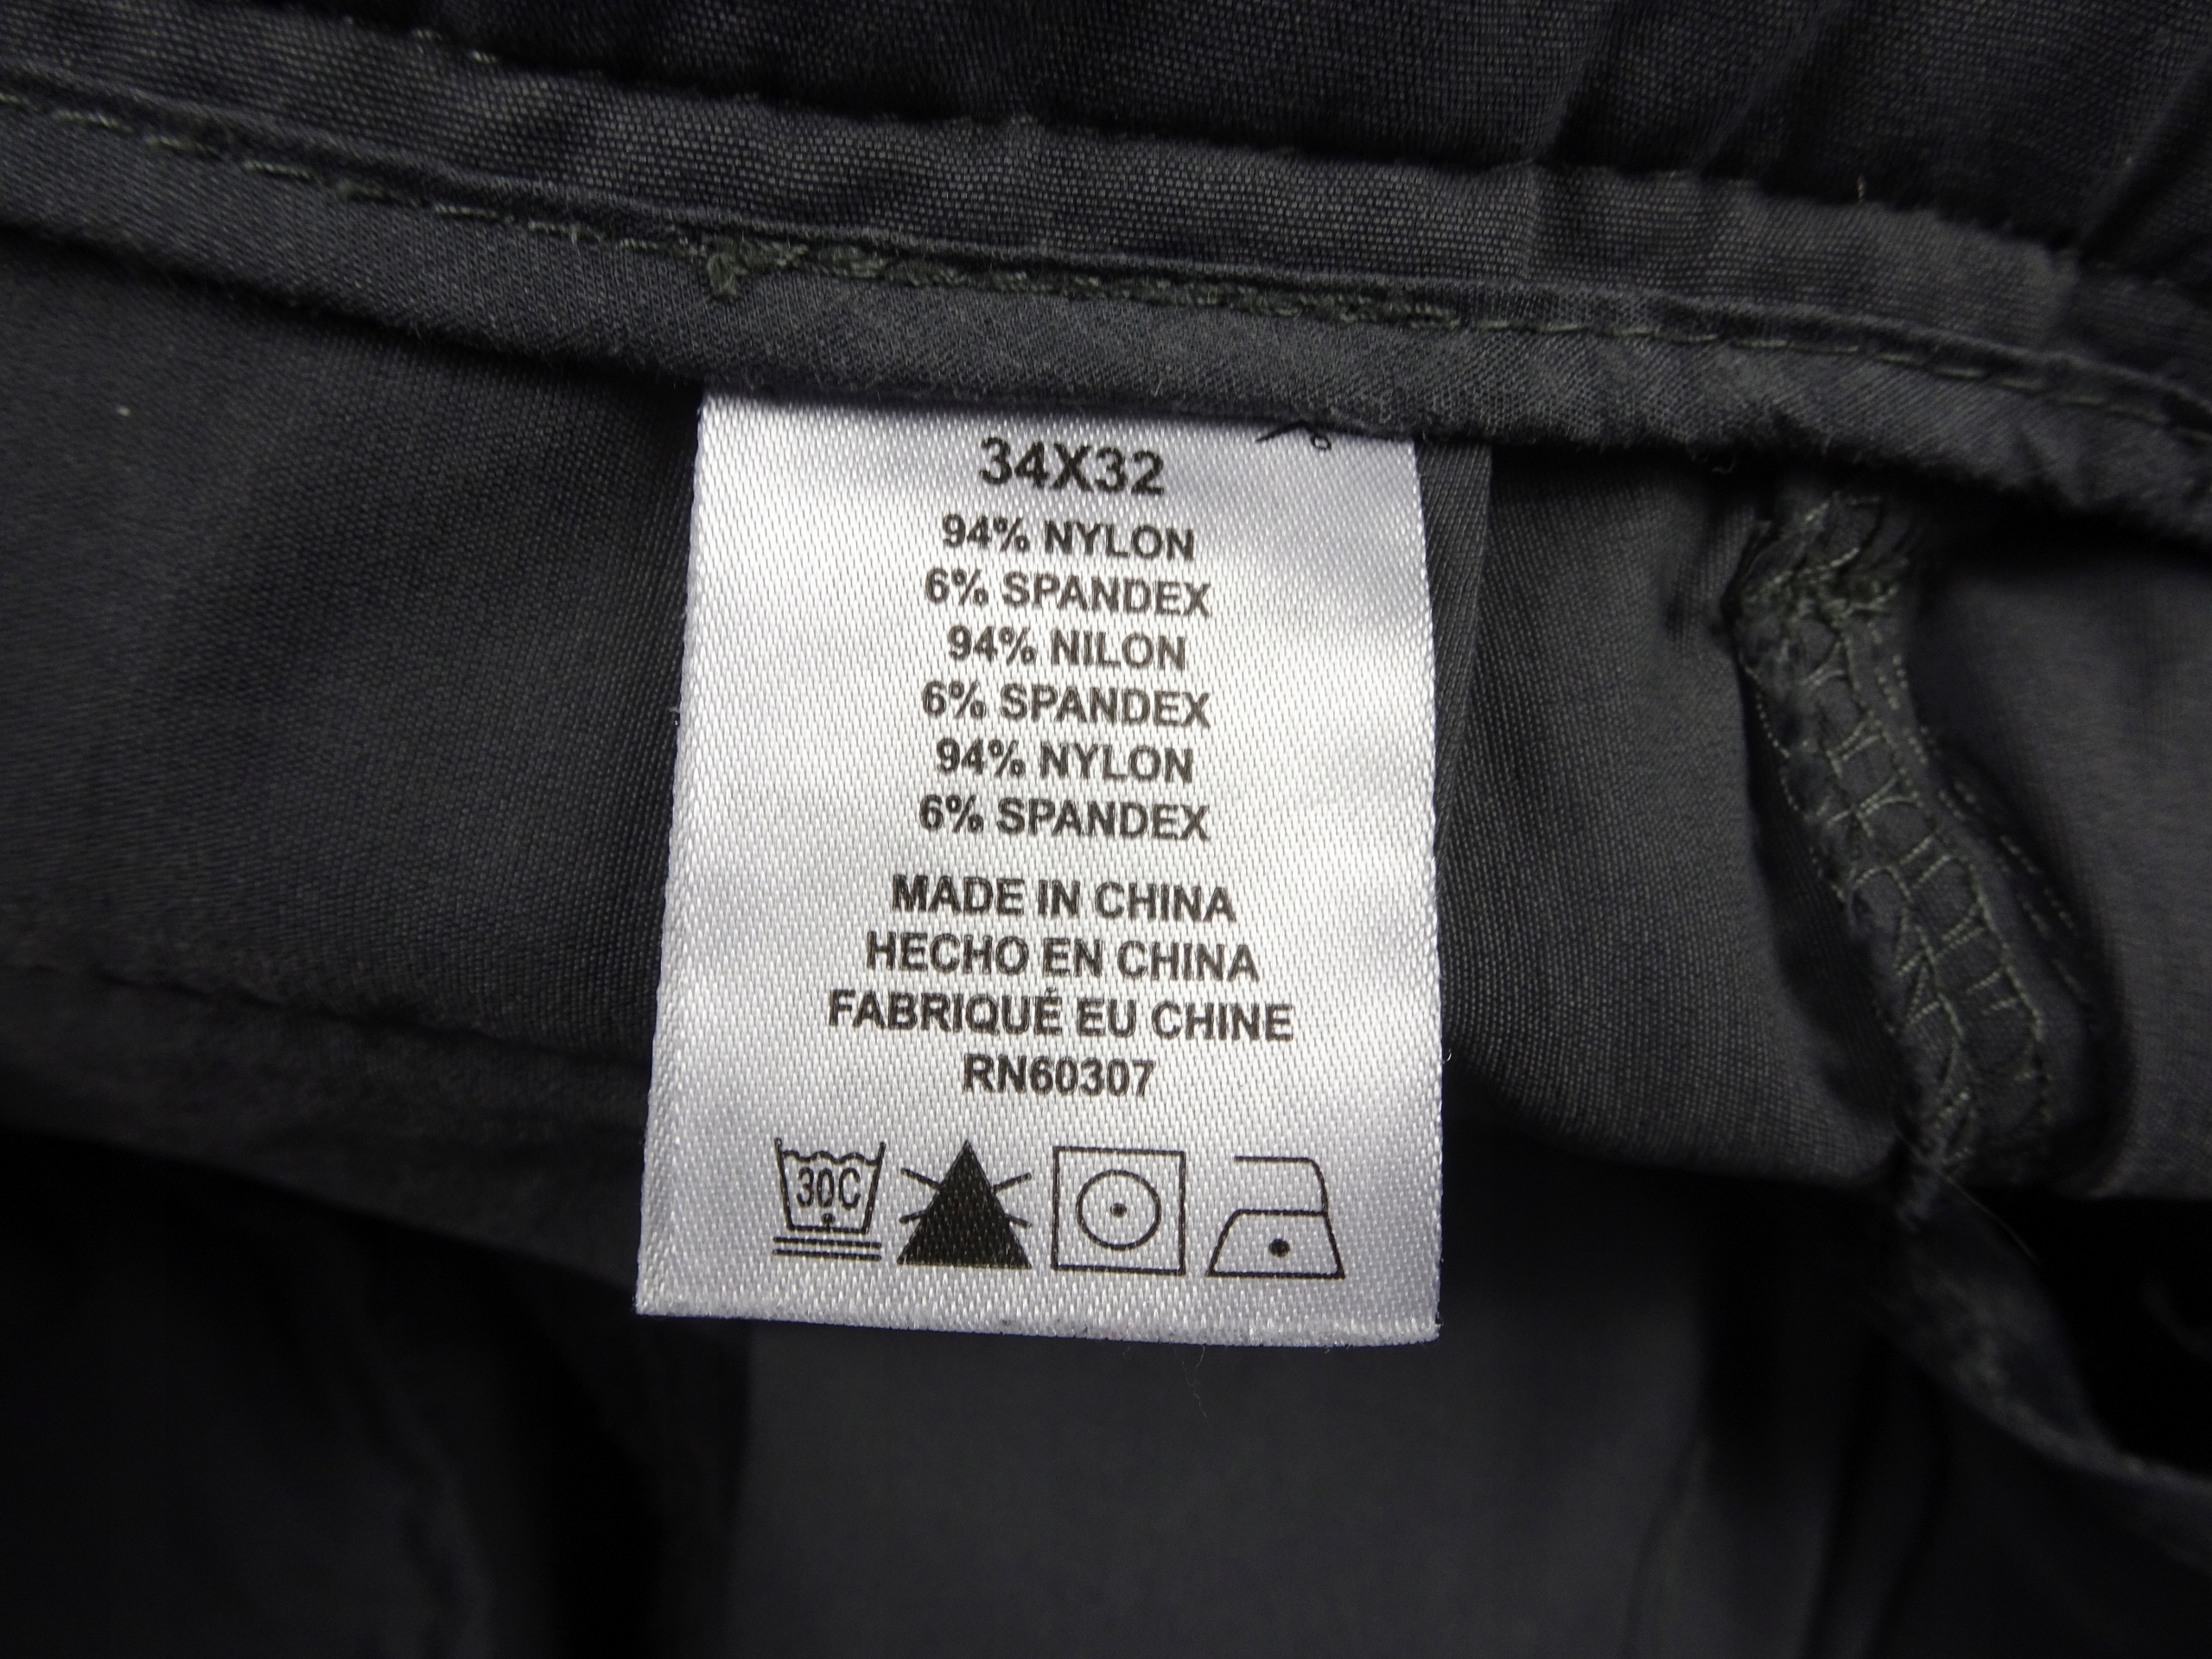 34X32
94% NYLON
6% SPANDEX
94% NILON
6% SPANDEX
94% NYLON
6% SPANDEX
MADE IN CHINA
HECHO EN CHINA
FABRIQUÉ EU CHINE
RN60307
30C